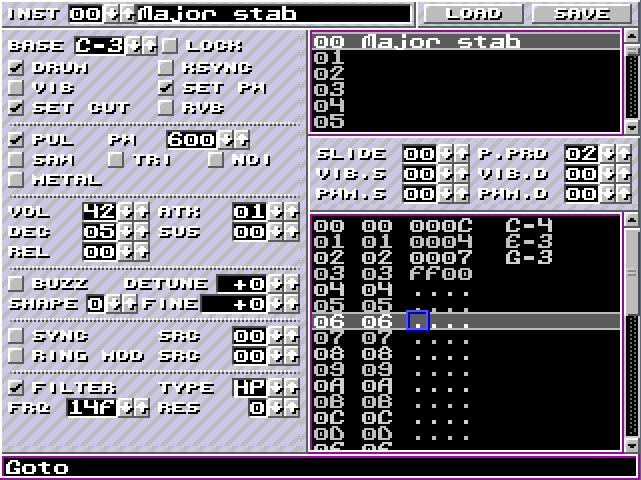 INST 00 Major stab LOAD SAVE
BASE C-3 LOCK
DRUM KSYNC
VIB SET PW
SET CUT RVB
PUL PW 600
SAW TRI NOI
METAL
VOL 42 ATK 01
DEC 05 SUS 00
REL 00
BUZZ DETUNE +0
SHAPE 0 FINE +0
SYNC SRC 00
RING MOD SRC 00
FILTER TYPE HP
FRQ 14F RES 0
00 Major stab
01
02
03
04
05
SLIDE 00 P.PRD 02
VIB.S 00 VIB.D 00
PWM.S 00 PWM.D 00
00 00 000C C-4
01 01 0004 E-3
02 02 0007 G-3
03 03 FF00
04 04 ....
05 05 ....
06 06 ....
07 07 ....
08 08 ....
09 09 ....
0A 0A ....
0B 0B ....
0C 0C ....
0D 0D ....
Goto